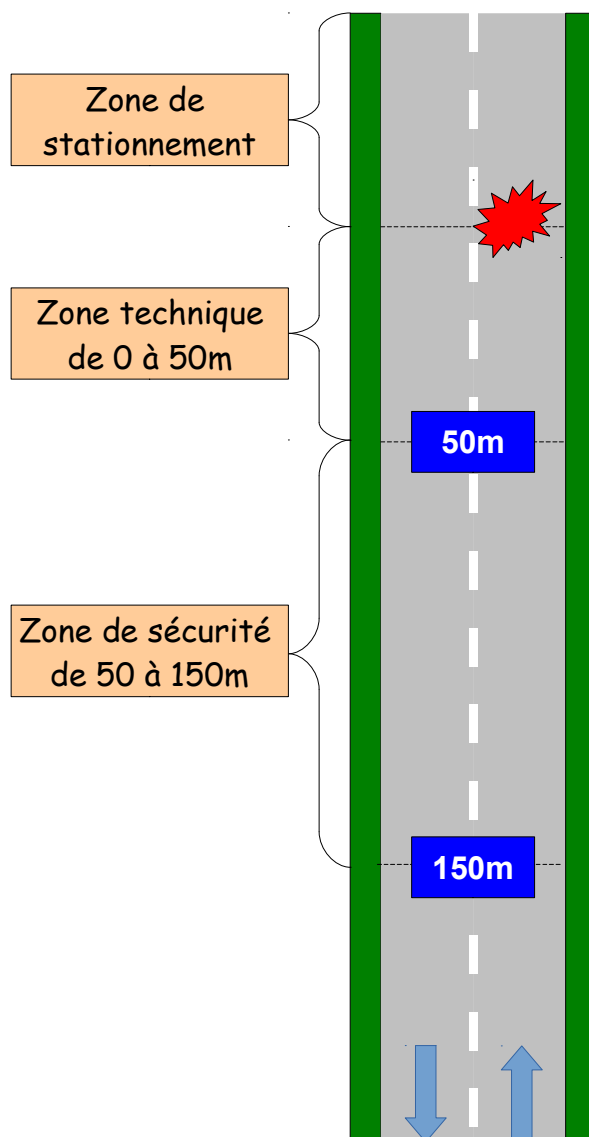 Zone de
stationnement
Zone technique
de 0 à 50m
50m
Zone de sécurité
de 50 à 150m
150m